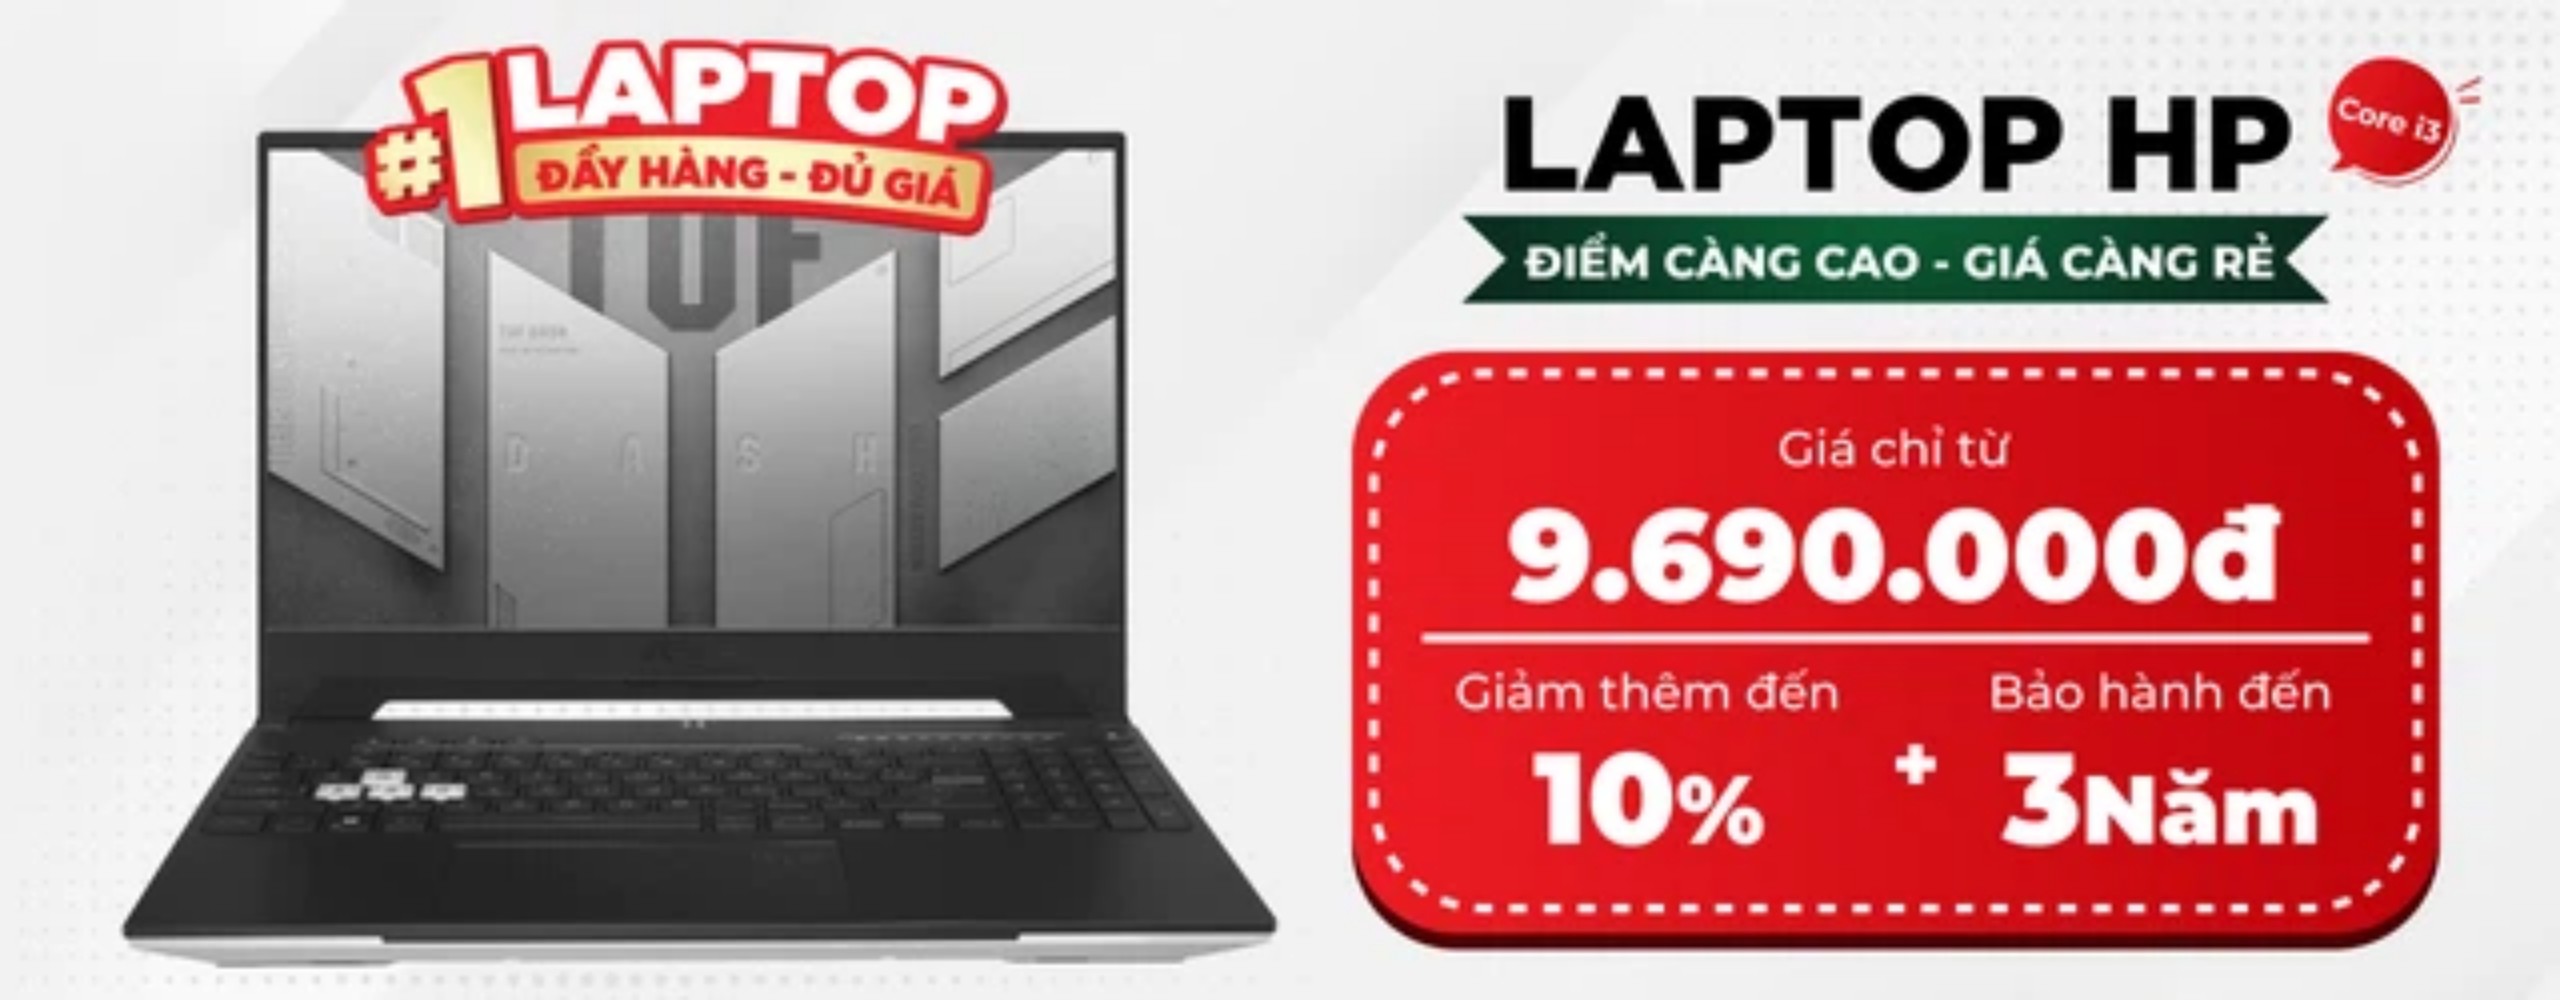 #1 LAPTOP
ĐẦY HÀNG - ĐỦ GIÁ
TUF
D A S H
LAPTOP HP
Core i3
ĐIỂM CÀNG CAO - GIÁ CÀNG RẺ
Giá chỉ từ
9.690.000đ
Giảm thêm đến
10%
+
Bảo hành đến
3Năm